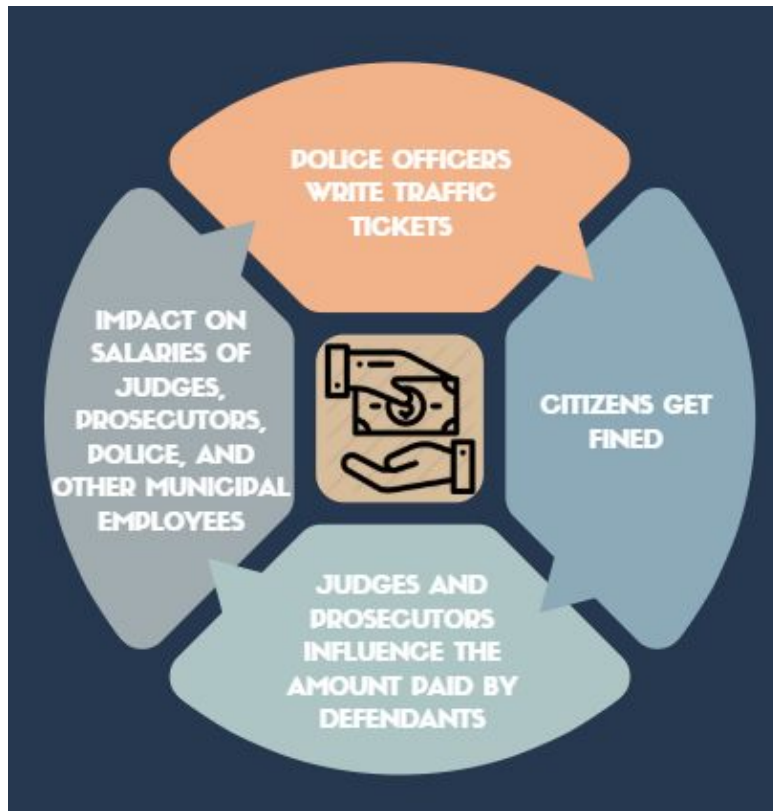 POLICE OFFICERS
WRITE TRAFFIC
TICKETS
CITIZENS GET
FINED
JUDGES AND
PROSECUTORS
INFLUENCE THE
AMOUNT PAID BY
DEFENDANTS
IMPACT ON
SALARIES OF
JUDGES,
PROSECUTORS,
POLICE, AND
OTHER MUNICIPAL
EMPLOYEES